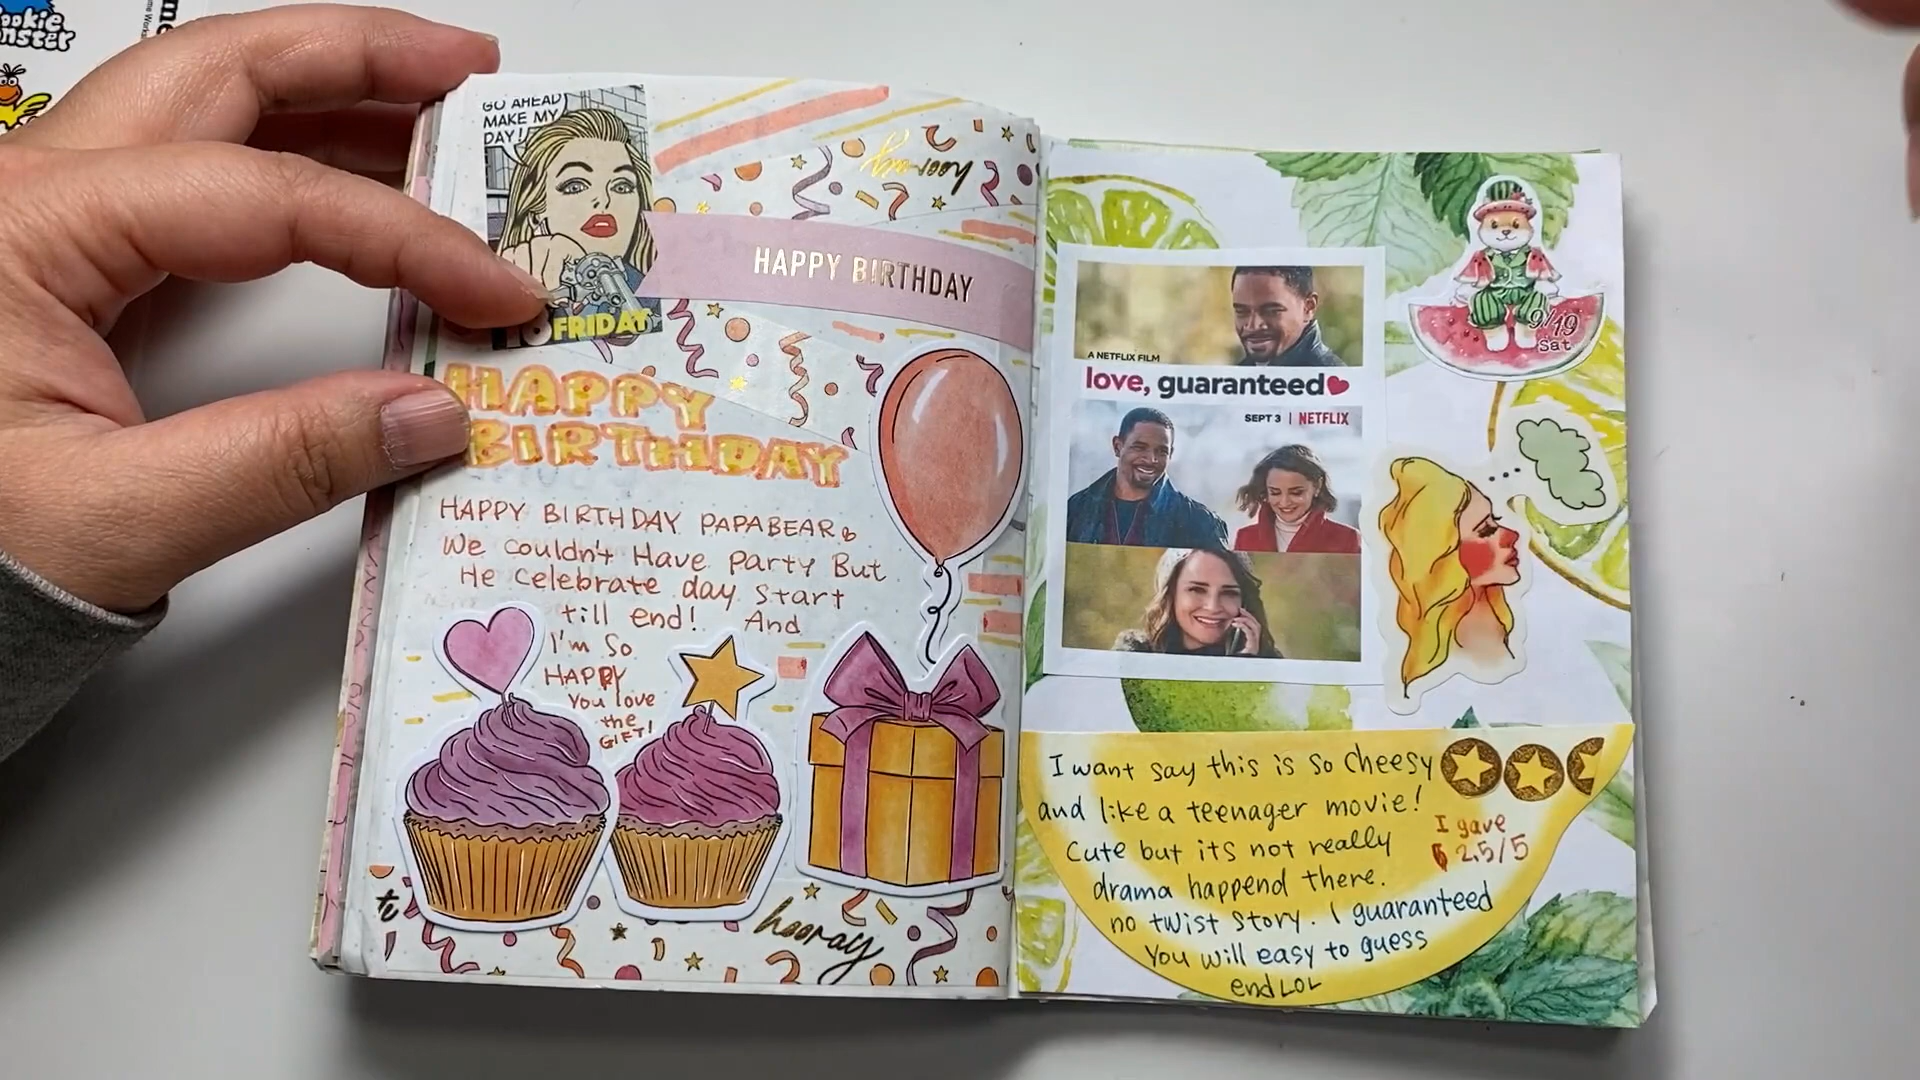 GO AHEAD
MAKE MY
DAY!
18 FRIDAY
hooray
HAPPY BIRTHDAY
HAPPY
BIRTHDAY
HAPPY BIRTHDAY PAPABEAR
We couldn't Have Party But
He celebrate day start
till end! And
I'm So
HAPPY
You love
the
GIFT!
hooray
A NETFLIX FILM
love, guaranteed
SEPT 3 | NETFLIX
9/19
Sat
I want say this is so cheesy
and like a teenager movie!
Cute but its not really
drama happend there.
no twist story. I guaranteed
You will easy to guess
end LOL
I gave
2.5/5